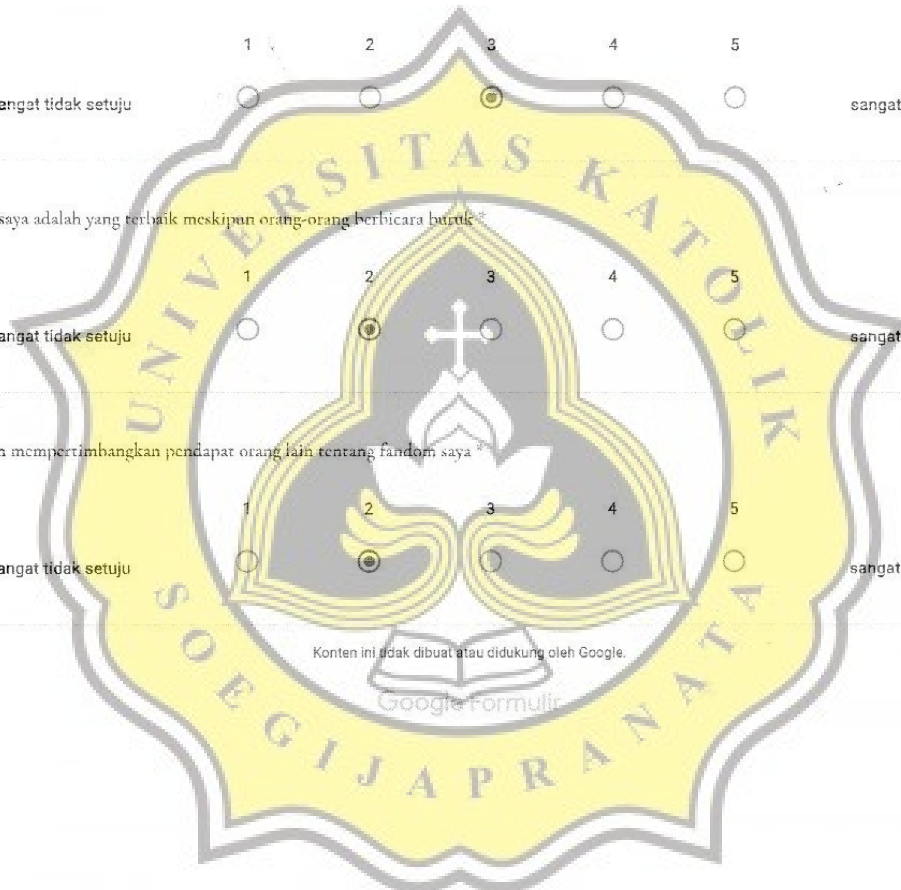 1 2 3 4 5
angat tidak setuju sangat
saya adalah yang terbaik meskipun orang-orang berbicara buruk *
1 2 3 4 5
angat tidak setuju sangat
mempertimbangkan pendapat orang lain tentang fandom saya *
1 2 3 4 5
angat tidak setuju sangat
Konten ini tidak dibuat atau didukung oleh Google.
Google Formulir
UNIVERSITAS KATOLIK
SOEGIJAPRANATA